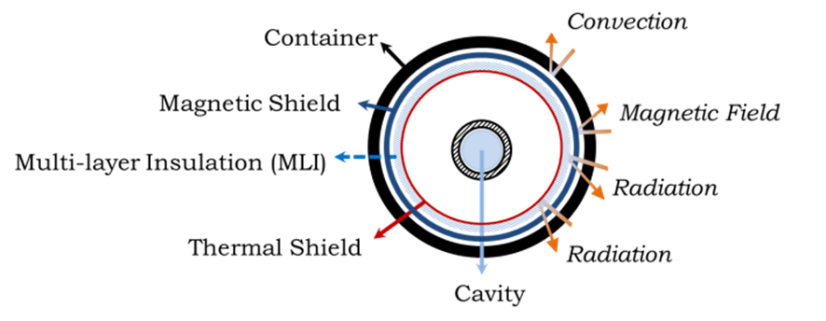 Convection
Container
Magnetic Shield
Magnetic Field
Multi-layer Insulation (MLI)
Radiation
Thermal Shield
Radiation
Cavity